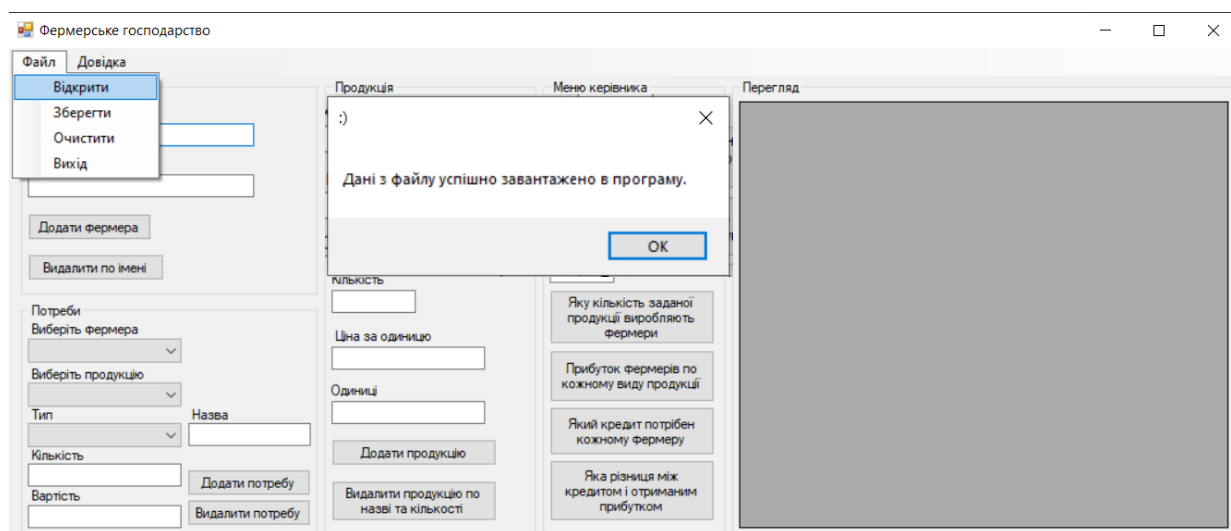 Фермерське господарство
Файл Довідка
Відкрити
Зберегти
Очистити
Вихід
Додати фермера
Видалити по імені
Потреби
Виберіть фермера
Виберіть продукцію
Тип
Назва
Кількість
Вартість
Додати потребу
Видалити потребу
Продукція
:)
Дані з файлу успішно завантажено в програму.
OK
Кількість
Ціна за одиницю
Одиниці
Додати продукцію
Видалити продукцію по
назві та кількості
Меню керівника
Яку кількість заданої
продукції виробляють
фермери
Прибуток фермерів по
кожному виду продукції
Який кредит потрібен
кожному фермеру
Яка різниця між
кредитом і отриманим
прибутком
Перегляд